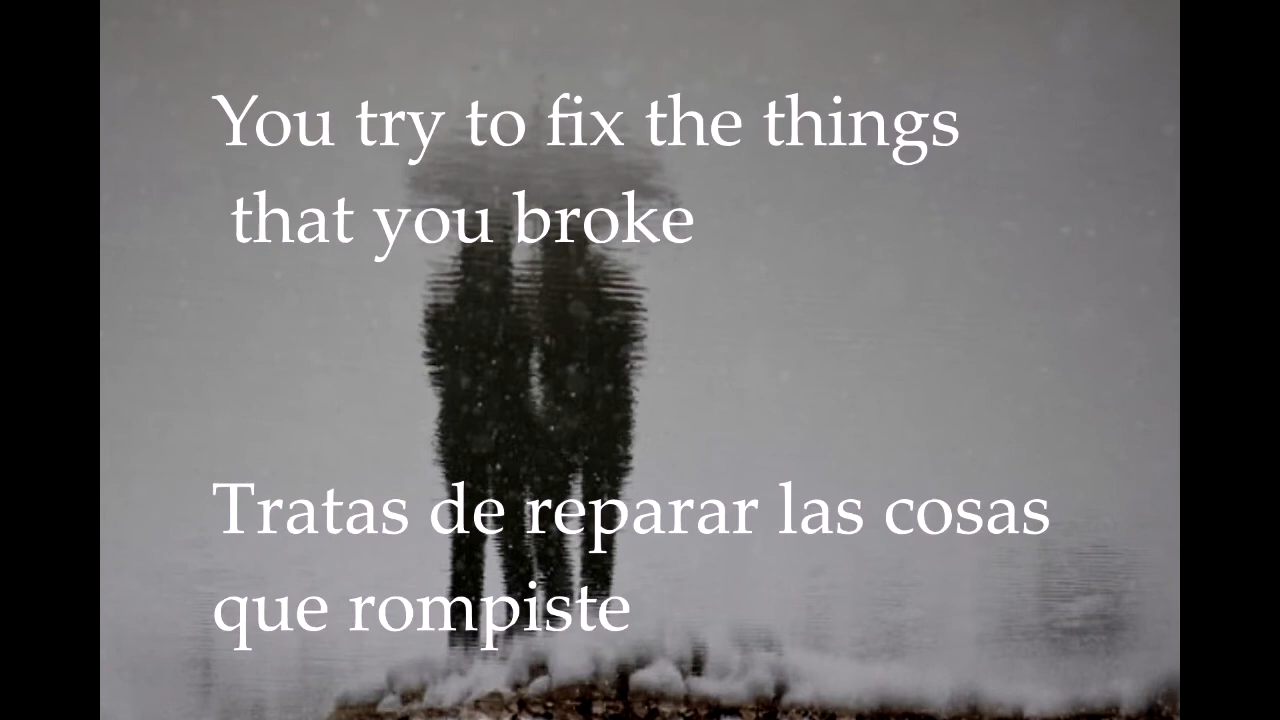 You try to fix the things
that you broke
Tratas de reparar las cosas
que rompiste